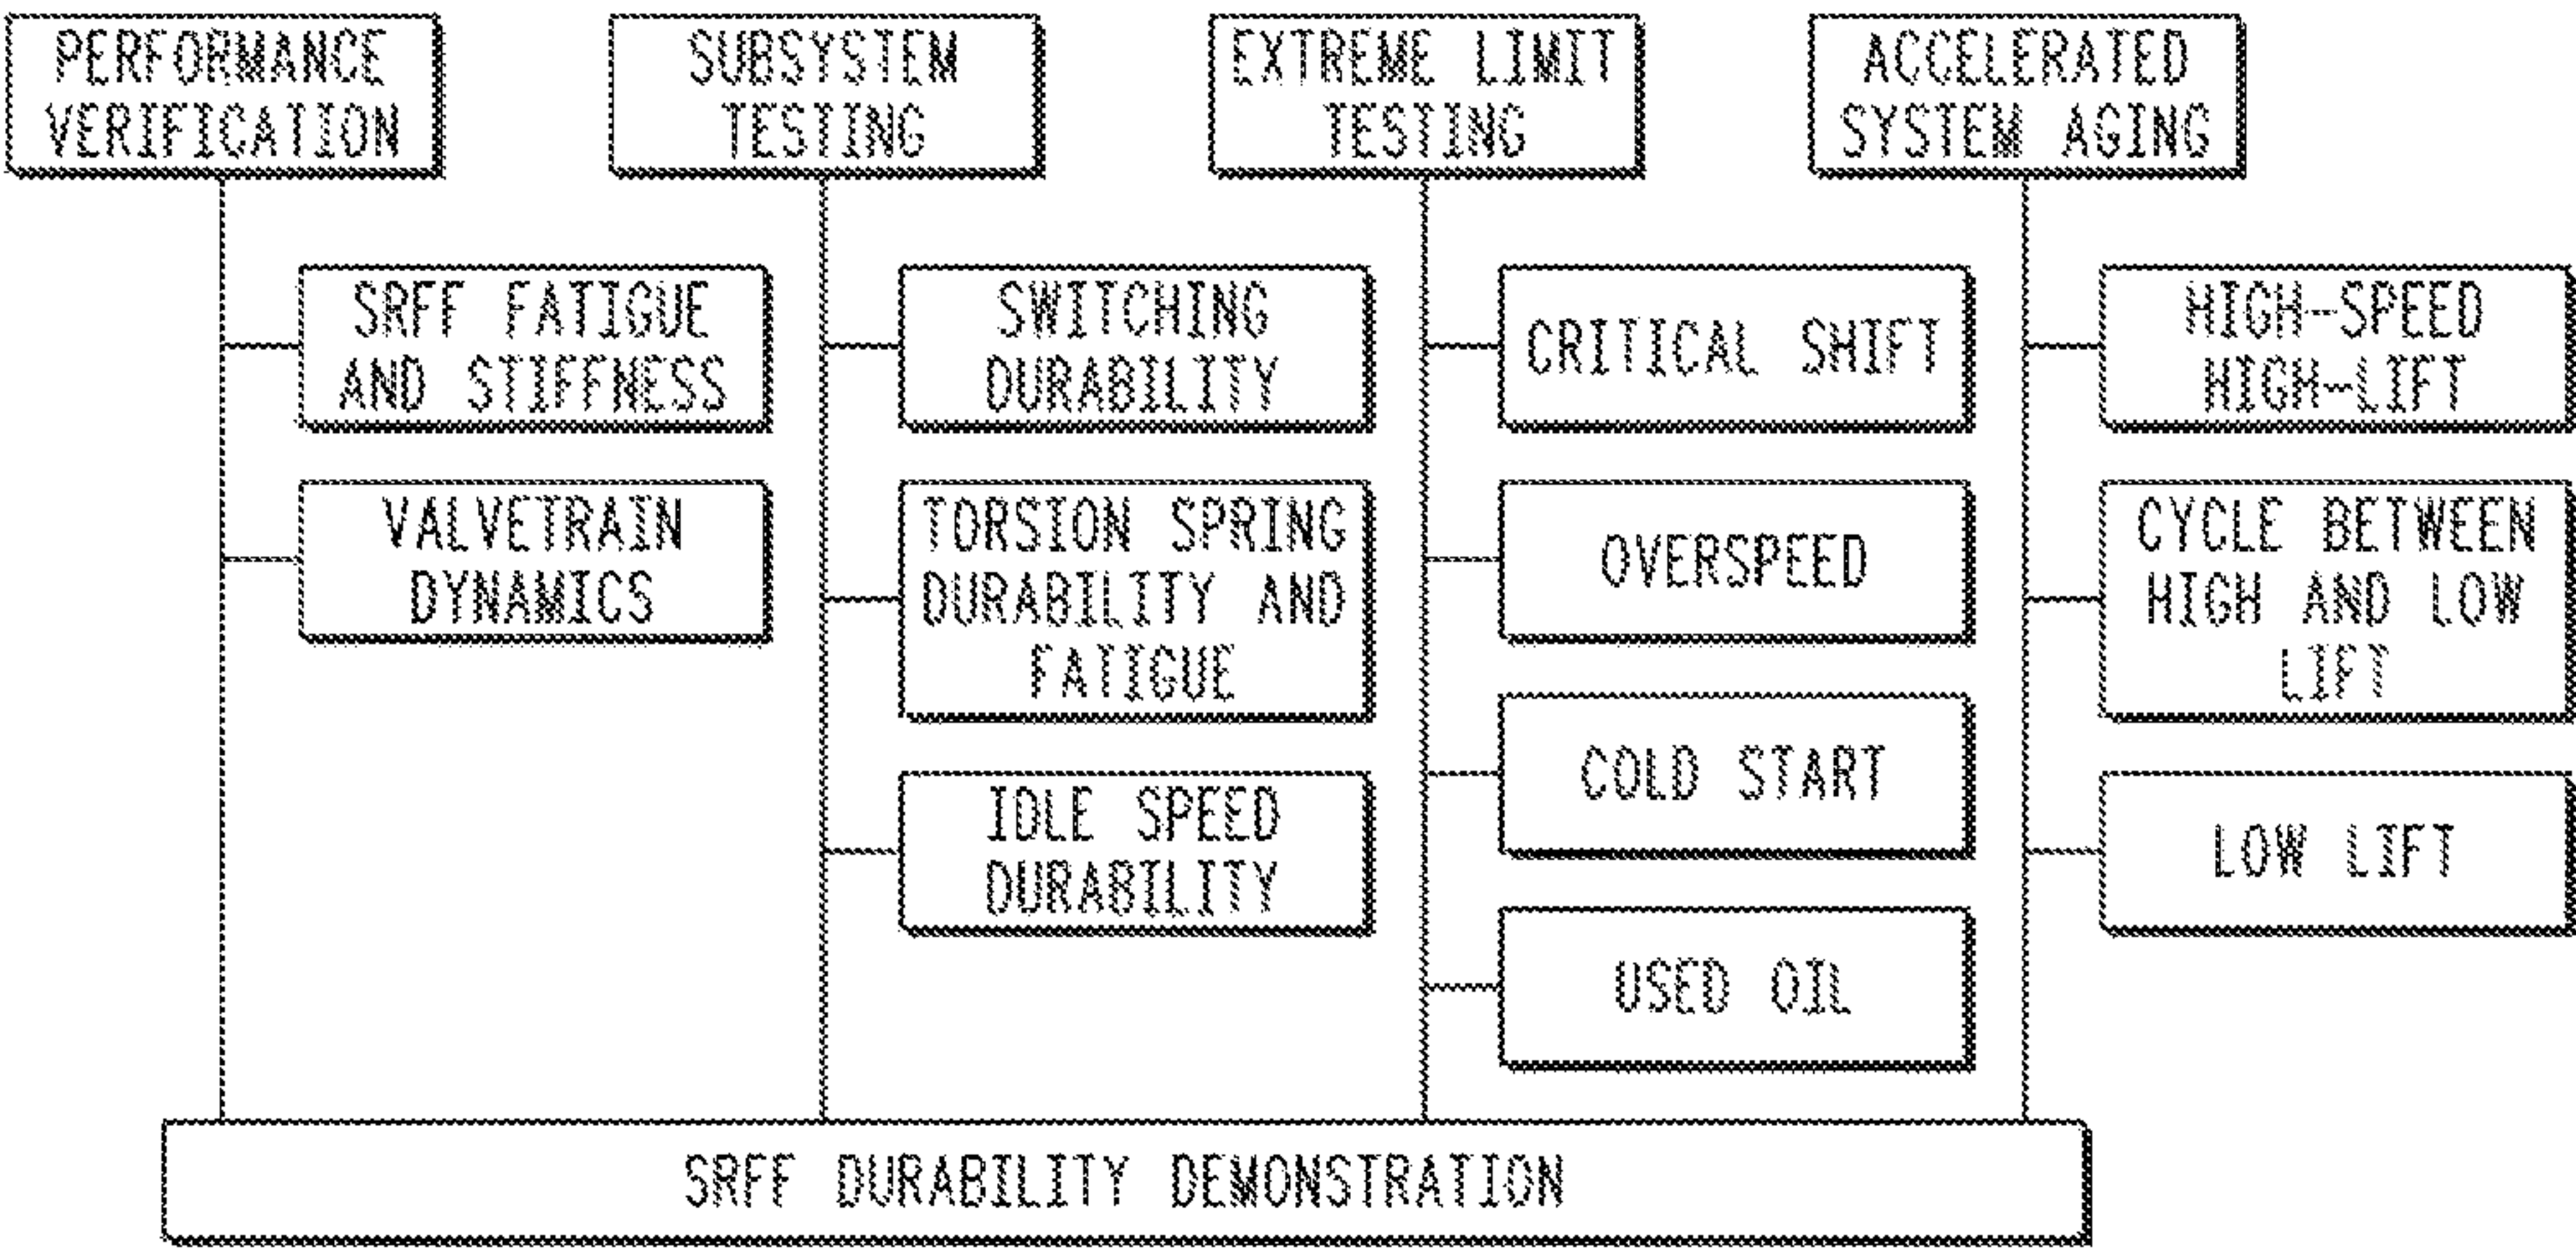 PERFORMANCE
VERIFICATION
SUBSYSTEM
TESTING
EXTREME LIMIT
TESTING
ACCELERATED
SYSTEM AGING
SRFF FATIGUE
AND STIFFNESS
VALVETRAIN
DYNAMICS
SWITCHING
DURABILITY
TORSION SPRING
DURABILITY AND
FATIGUE
IDLE SPEED
DURABILITY
CRITICAL SHIFT
OVERSPEED
COLD START
USED OIL
HIGH-SPEED
HIGH-LIFT
CYCLE BETWEEN
HIGH AND LOW
LIFT
LOW LIFT
SRFF DURABILITY DEMONSTRATION